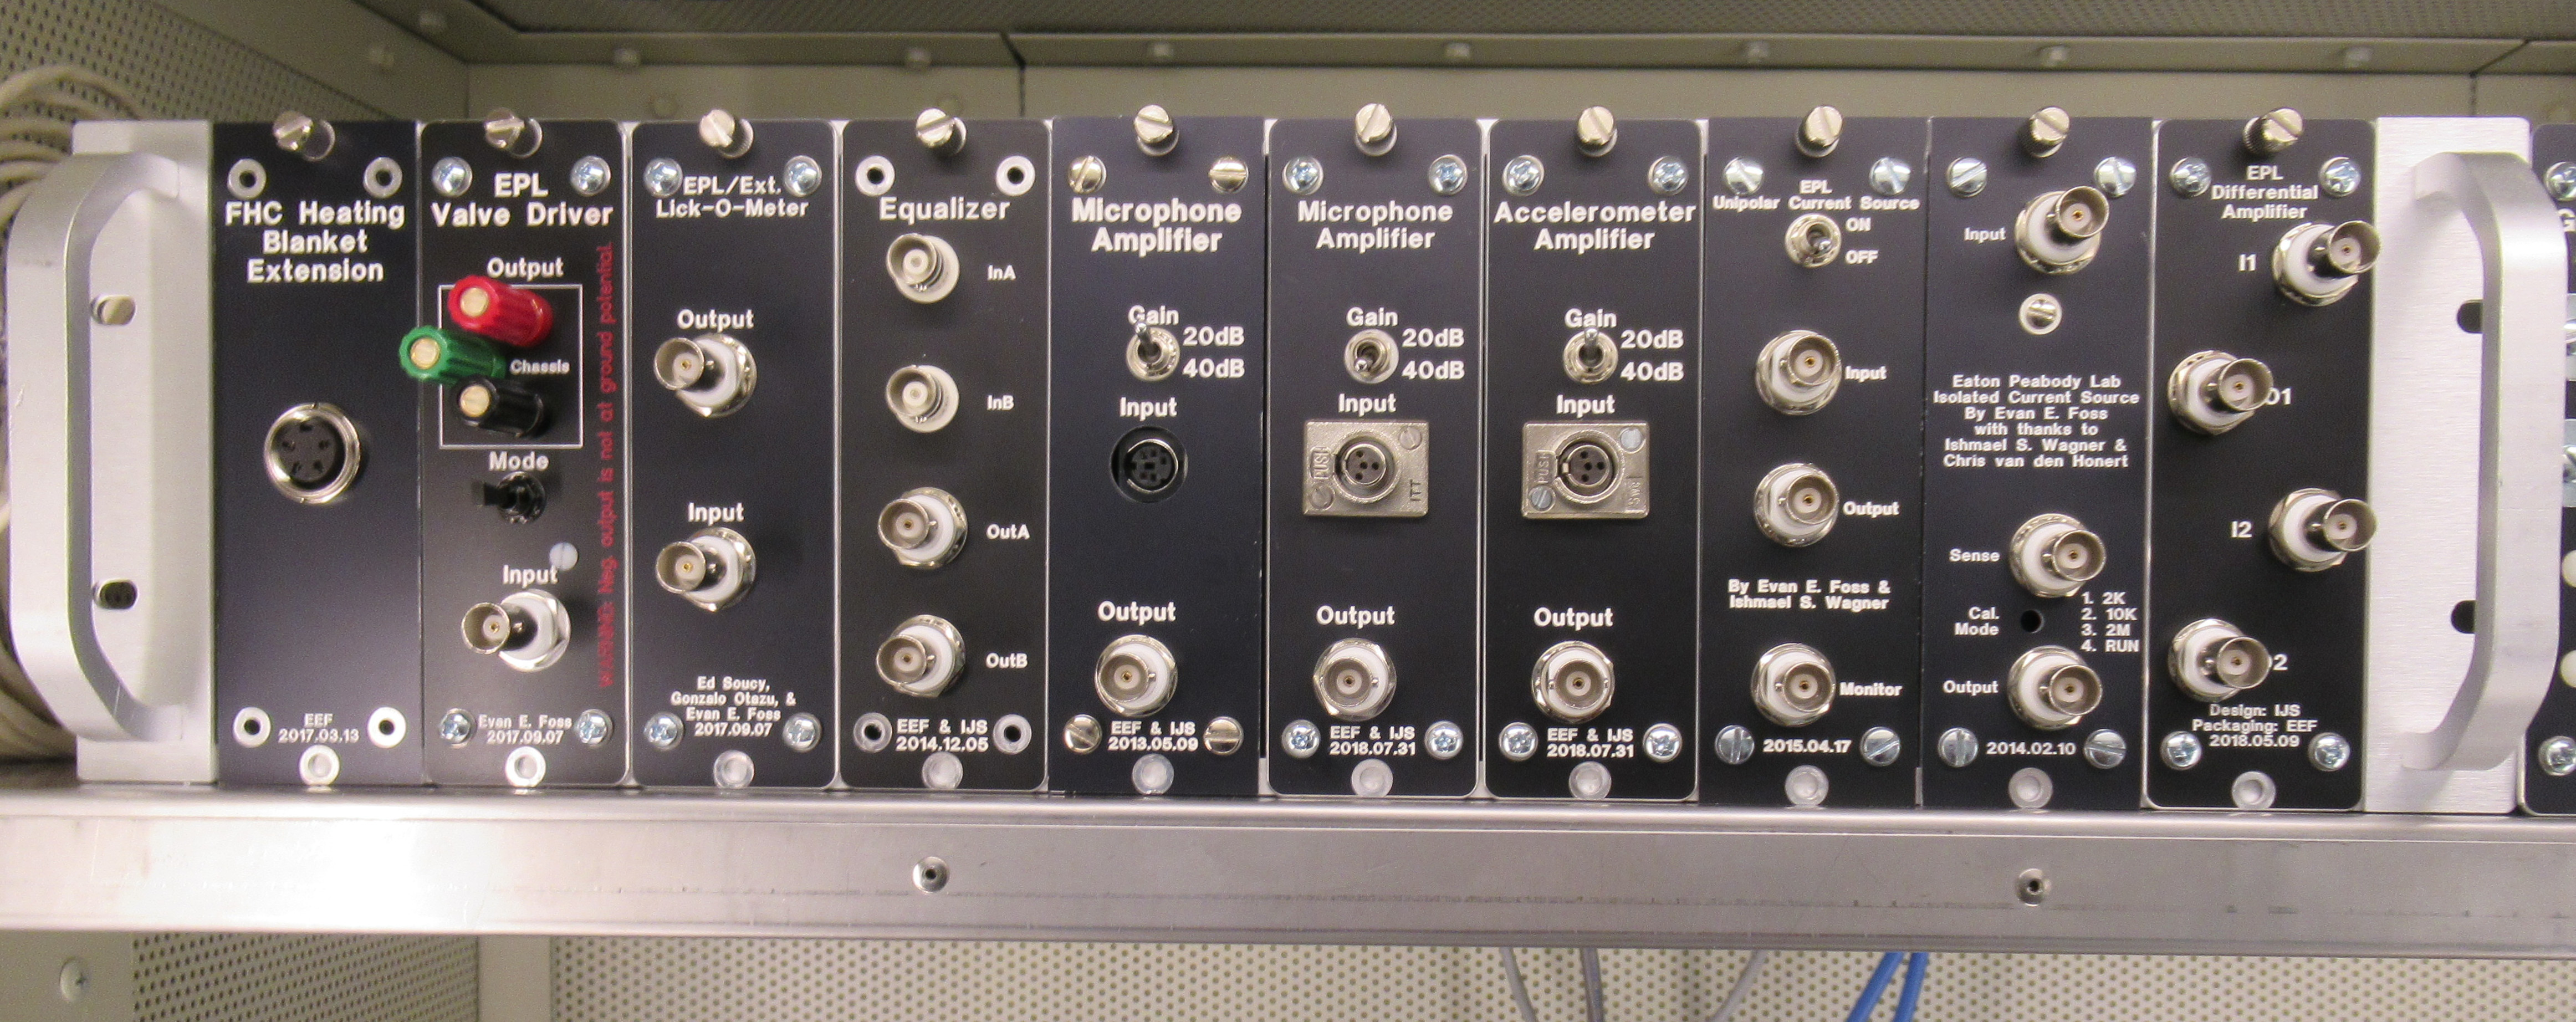 FHC Heating
Blanket
Extension
EEF
2017.03.13
EPL
Valve Driver
Output
Chassis
Mode
Input
WARNING: Neg. output is not at ground potential.
Evan E. Foss
2017.09.07
EPL/Ext.
Lick-O-Meter
Output
Input
Ed Soucy,
Gonzalo Otazu, &
Evan E. Foss
2017.09.07
Equalizer
InA
InB
OutA
OutB
EEF & IJS
2014.12.05
Microphone
Amplifier
Gain
20dB
40dB
Input
Output
EEF & IJS
2013.05.09
Microphone
Amplifier
Gain
20dB
40dB
Input
PUSH
ITT
Output
EEF & IJS
2018.07.31
Accelerometer
Amplifier
Gain
20dB
40dB
Input
PUSH
Output
EEF & IJS
2018.07.31
EPL
Unipolar Current Source
ON
OFF
Input
Output
By Evan E. Foss &
Ishmael S. Wagner
Monitor
2015.04.17
Input
Eaton Peabody Lab
Isolated Current Source
By Evan E. Foss
with thanks to
Ishmael S. Wagner &
Chris van den Honert
Sense
Cal.
Mode
1. 2K
2. 10K
3. 2M
4. RUN
Output
2014.02.10
EPL
Differential
Amplifier
I1
O1
I2
O2
Design: IJS
Packaging: EEF
2018.05.09